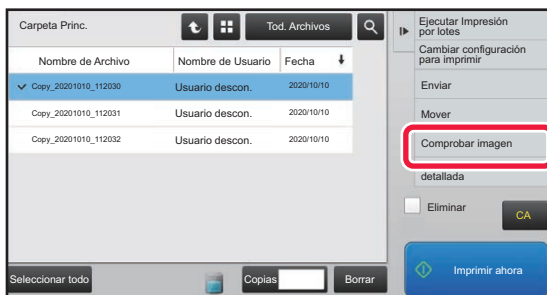 Carpeta Princ.
Tod. Archivos
Nombre de Archivo
Nombre de Usuario
Fecha
Copy_20201010_112030
Usuario descon.
2020/10/10
Copy_20201010_112031
Usuario descon.
2020/10/10
Copy_20201010_112032
Usuario descon.
2020/10/10
Seleccionar todo
Copias
Borrar
Ejecutar Impresión
por lotes
Cambiar configuración
para imprimir
Enviar
Mover
Comprobar imagen
detallada
Eliminar
CA
Imprimir ahora